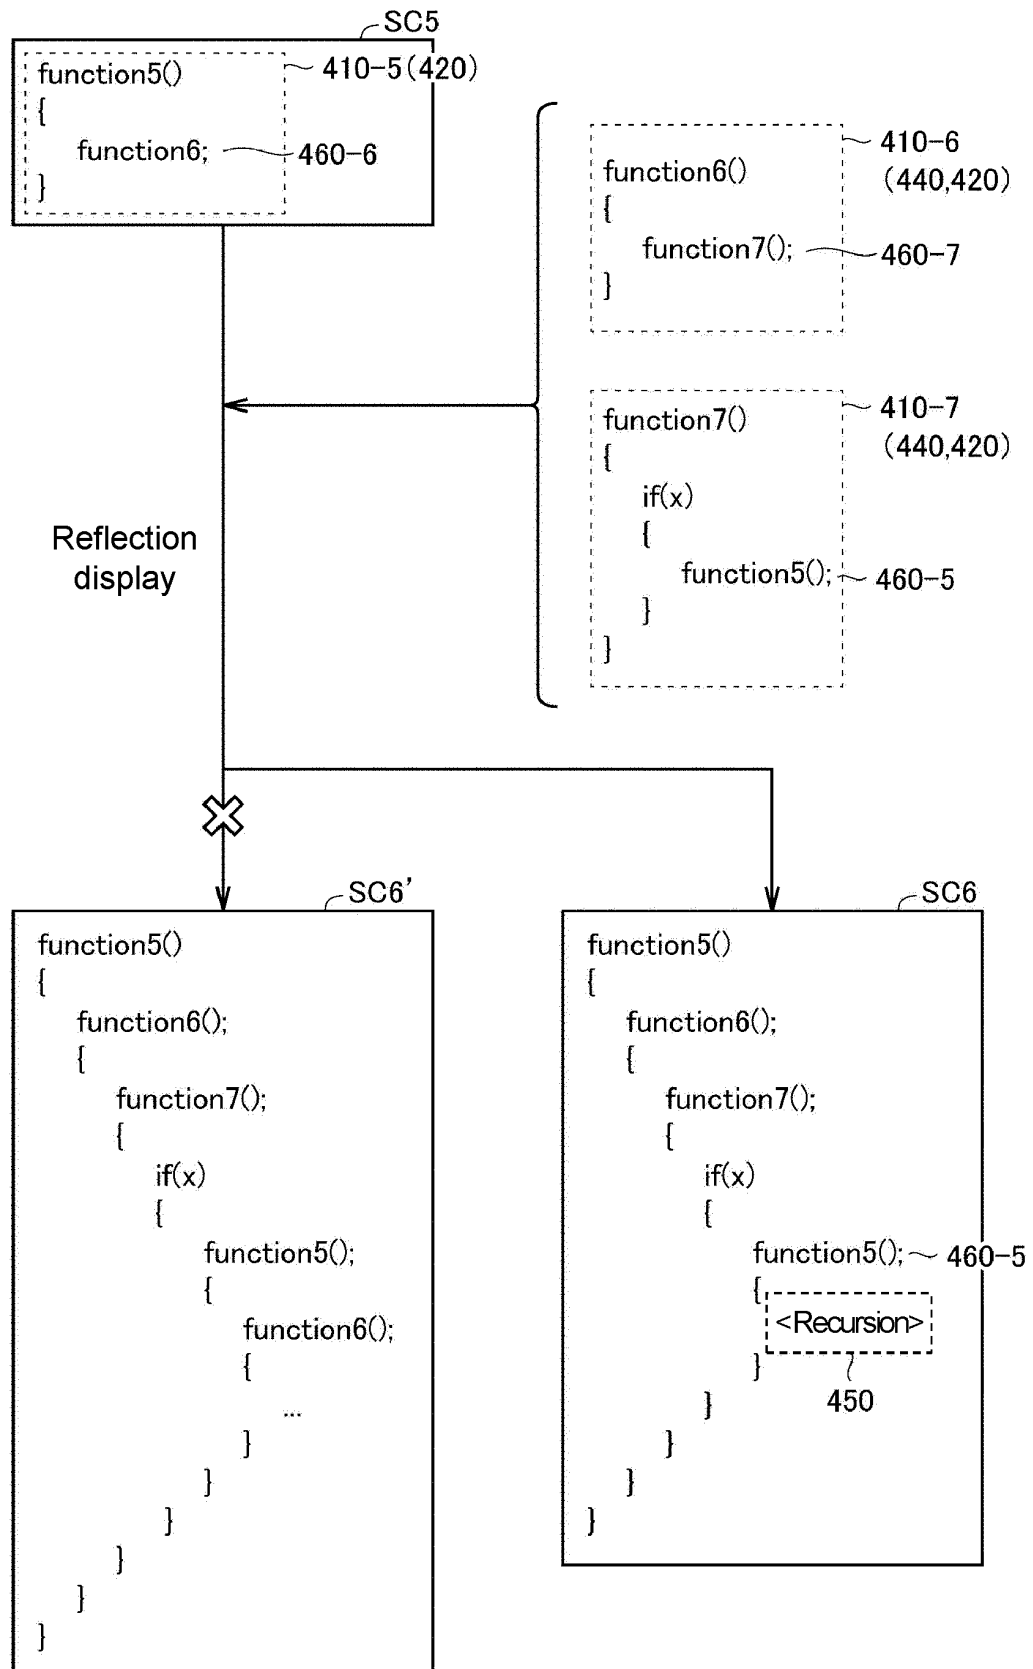 SC5
function5()
{
function6;
}
410-5(420)
460-6
function6()
{
function7();
}
410-6
(440,420)
460-7
function7()
{
if(x)
{
function5();
}
}
410-7
(440,420)
460-5
Reflection
display
SC6'
function5()
{
function6();
{
function7();
{
if(x)
{
function5();
{
function6();
{
...
}
}
}
}
}
}
SC6
function5()
{
function6();
{
function7();
{
if(x)
{
function5();
460-5
{
<Recursion>
}
450
}
}
}
}